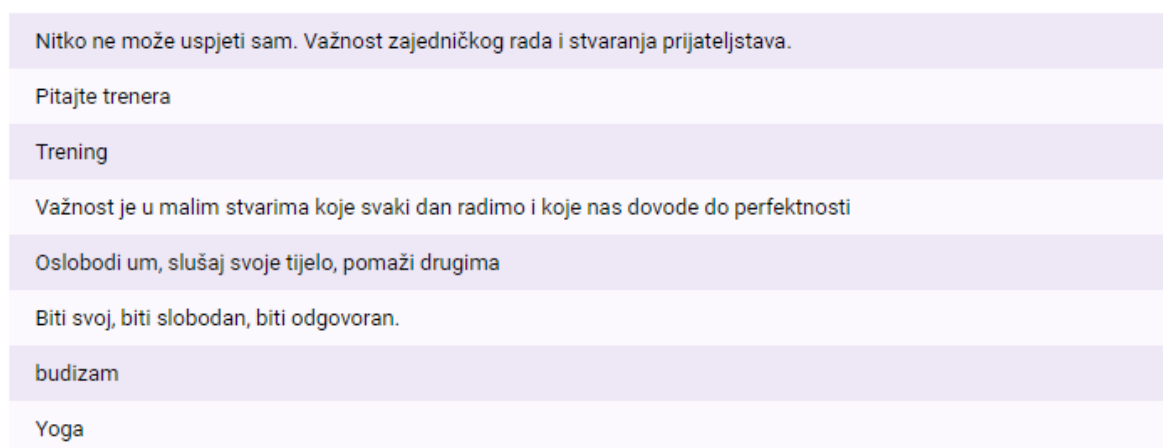 Nitko ne može uspjeti sam. Važnost zajedničkog rada i stvaranja prijateljstava.
Pitajte trenera
Trening
Važnost je u malim stvarima koje svaki dan radimo i koje nas dovode do perfektnosti
Oslobodi um, slušaj svoje tijelo, pomaži drugima
Biti svoj, biti slobodan, biti odgovoran.
budizam
Yoga